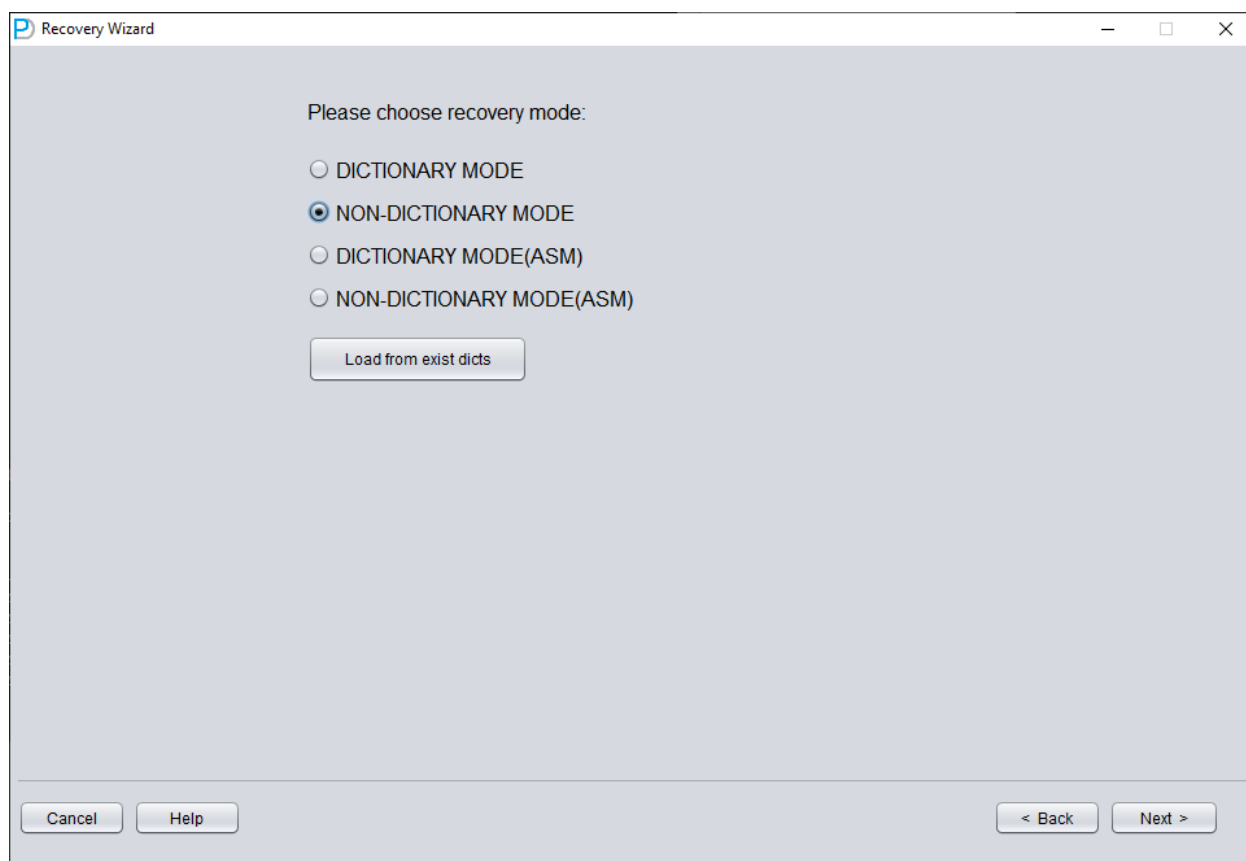 Recovery Wizard
Please choose recovery mode:
DICTIONARY MODE
NON-DICTIONARY MODE
DICTIONARY MODE(ASM)
NON-DICTIONARY MODE(ASM)
Load from exist dicts
Cancel Help < Back Next >